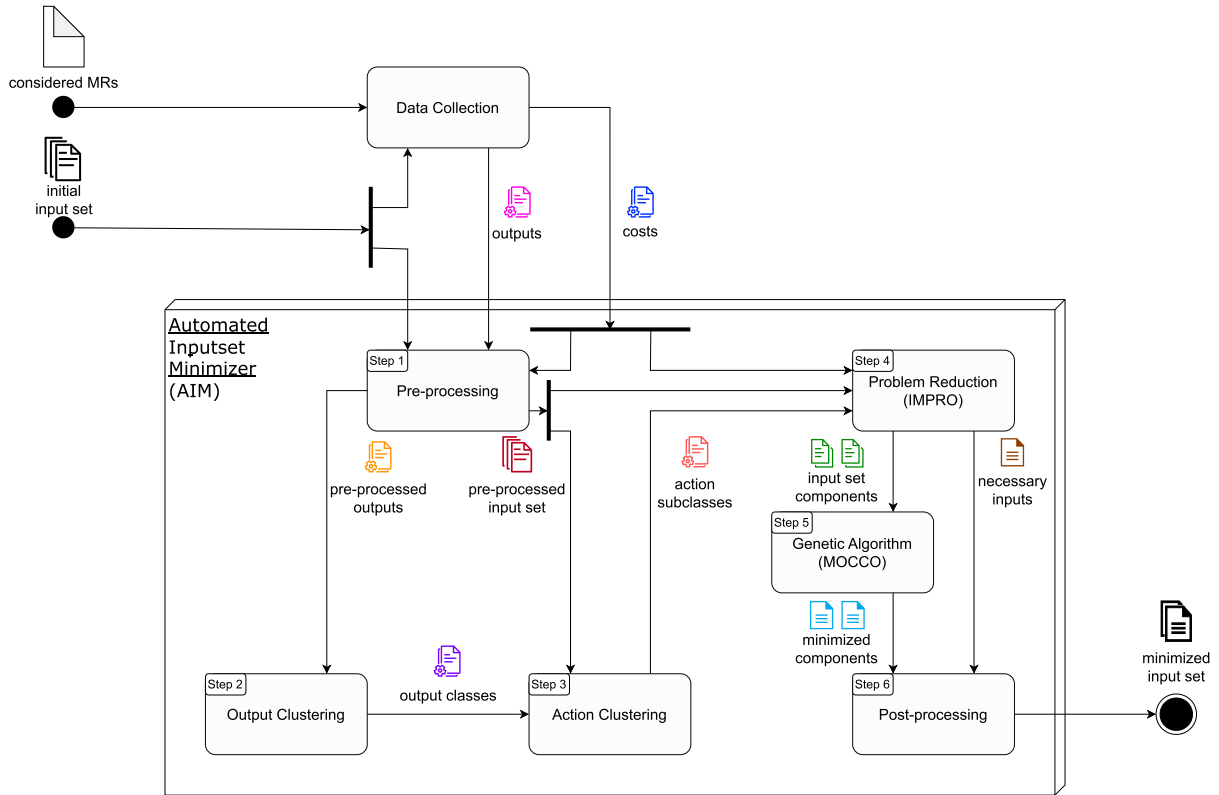 considered MRs
Data Collection
initial
input set
outputs
costs
Automated
Inputset
Minimizer
(AIM)
Step 1
Pre-processing
Step 4
Problem Reduction
(IMPRO)
pre-processed
outputs
pre-processed
input set
action
subclasses
input set
components
necessary
inputs
Step 5
Genetic Algorithm
(MOCCO)
minimized
components
minimized
input set
output classes
Step 2
Output Clustering
Step 3
Action Clustering
Step 6
Post-processing